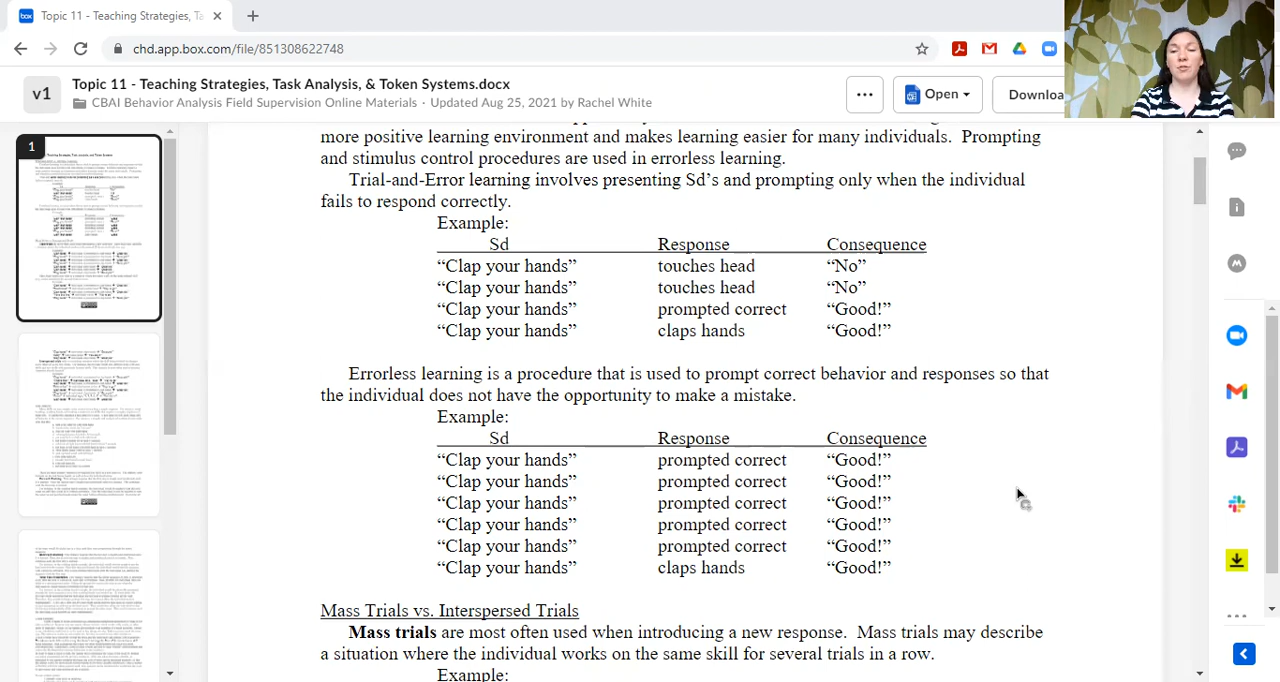 box Topic 11 - Teaching Strategies, Ta
chd.app.box.com/file/851308622748
v1 Topic 11 - Teaching Strategies, Task Analysis, & Token Systems.docx
CBAI Behavior Analysis Field Supervision Online Materials · Updated Aug 25, 2021 by Rachel White
... Open Downloa
1
more positive learning environment and makes learning easier for many individuals. Prompting
or stimulus control procedures are used in errorless learning.
Trial-and-Error learning involves presenting Sd's and prompting only when the individual
fails to respond correctly.
Example:
Sd Response Consequence
“Clap your hands” touches head “No”
“Clap your hands” touches head “No”
“Clap your hands” prompted correct “Good!”
“Clap your hands” claps hands “Good!”
Errorless learning is a procedure that is used to prompt correct behavior and responses so that
the individual does not have the opportunity to make a mistake.
Example:
Sd Response Consequence
“Clap your hands” prompted correct “Good!”
“Clap your hands” prompted correct “Good!”
“Clap your hands” prompted correct “Good!”
“Clap your hands” prompted correct “Good!”
“Clap your hands” prompted correct “Good!”
“Clap your hands” claps hands “Good!”
Mass Trials vs. Interspersed Trials
Mass trials are typically used when introducing a new skill. Mass trials may describe
when an individual works on the same skill for multiple trials in a row.
Example: